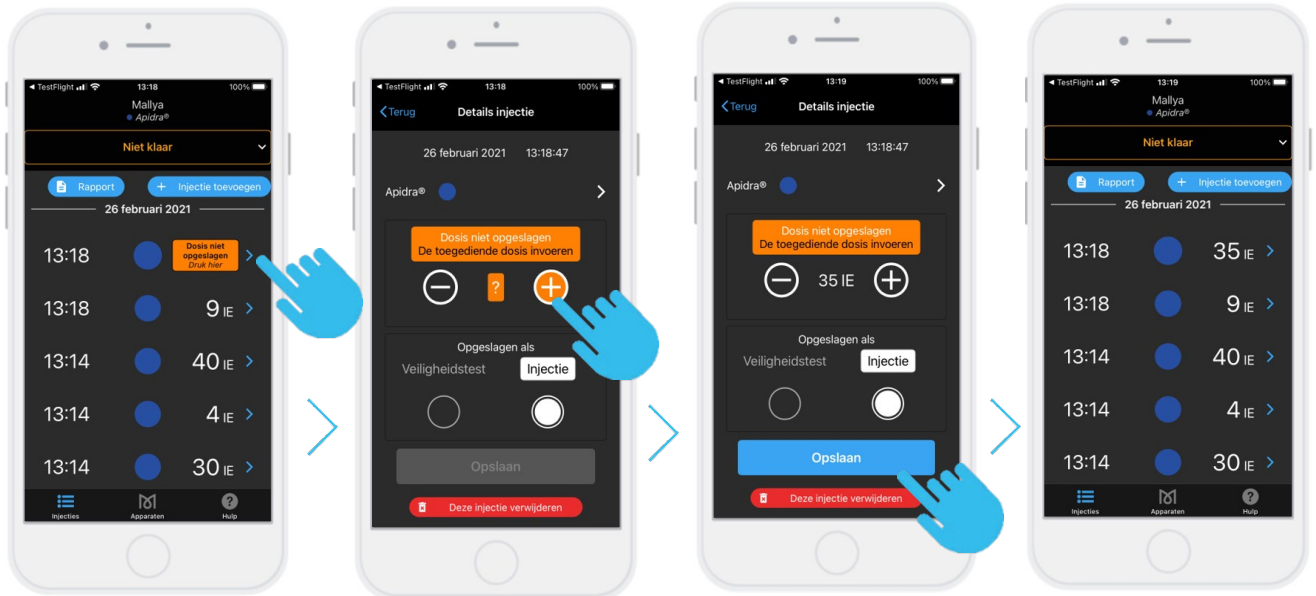 TestFlight 13:18 100%
Mallya
Apidra®
Niet klaar
Rapport + Injectie toevoegen
26 februari 2021
13:18 Dosis niet
opgeslagen
Druk hier
13:18 9 IE
13:14 40 IE
13:14 4 IE
13:14 30 IE
Injecties Apparaten Hulp
TestFlight 13:18 100%
Terug Details injectie
26 februari 2021 13:18:47
Apidra®
Dosis niet opgeslagen
De toegediende dosis invoeren
?
Opgeslagen als
Veiligheidstest Injectie
Opslaan
Deze injectie verwijderen
TestFlight 13:19 100%
Terug Details injectie
26 februari 2021 13:18:47
Apidra®
Dosis niet opgeslagen
De toegediende dosis invoeren
35 IE
Opgeslagen als
Veiligheidstest Injectie
Opslaan
Deze injectie verwijderen
TestFlight 13:19 100%
Mallya
Apidra®
Niet klaar
Rapport + Injectie toevoegen
26 februari 2021
13:18 35 IE
13:18 9 IE
13:14 40 IE
13:14 4 IE
13:14 30 IE
Injecties Apparaten Hulp